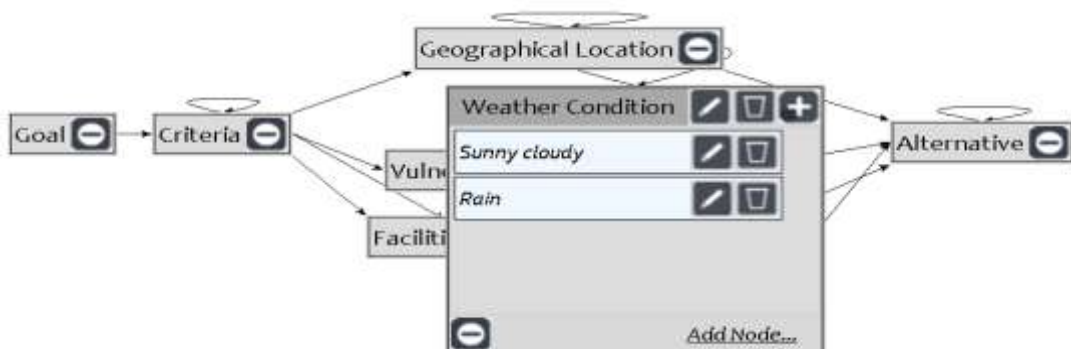 Geographical Location
Weather Condition
Goal
Criteria
Alternative
Sunny cloudy
Rain
Add Node...